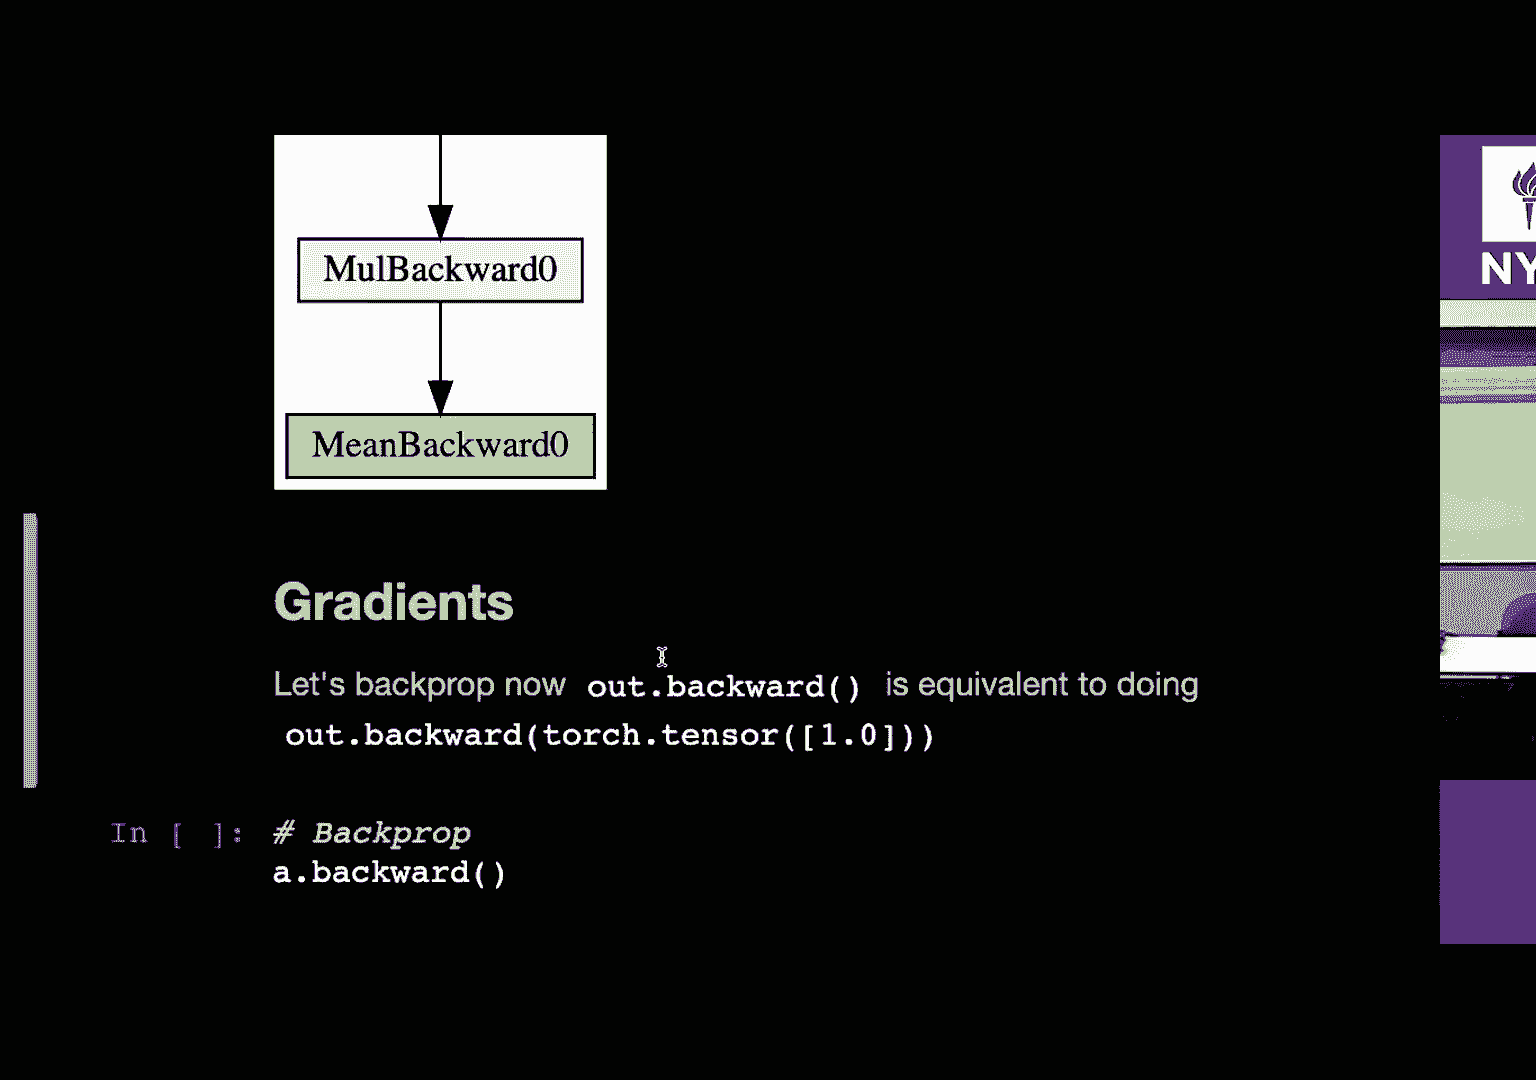 MulBackward0
MeanBackward0
Gradients
Let's backprop now out.backward() is equivalent to doing
out.backward(torch.tensor([1.0]))
In [ ]: # Backprop
a.backward()
NY